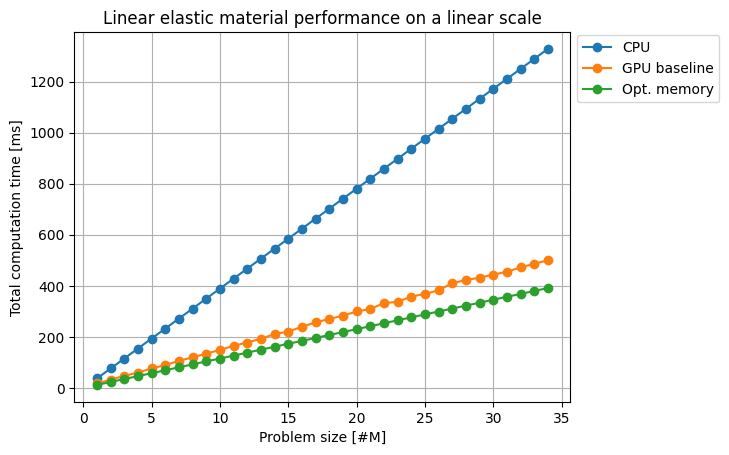 Linear elastic material performance on a linear scale
CPU
GPU baseline
Opt. memory
Total computation time [ms]
1200
1000
800
600
400
200
0
0 5 10 15 20 25 30 35
Problem size [#M]